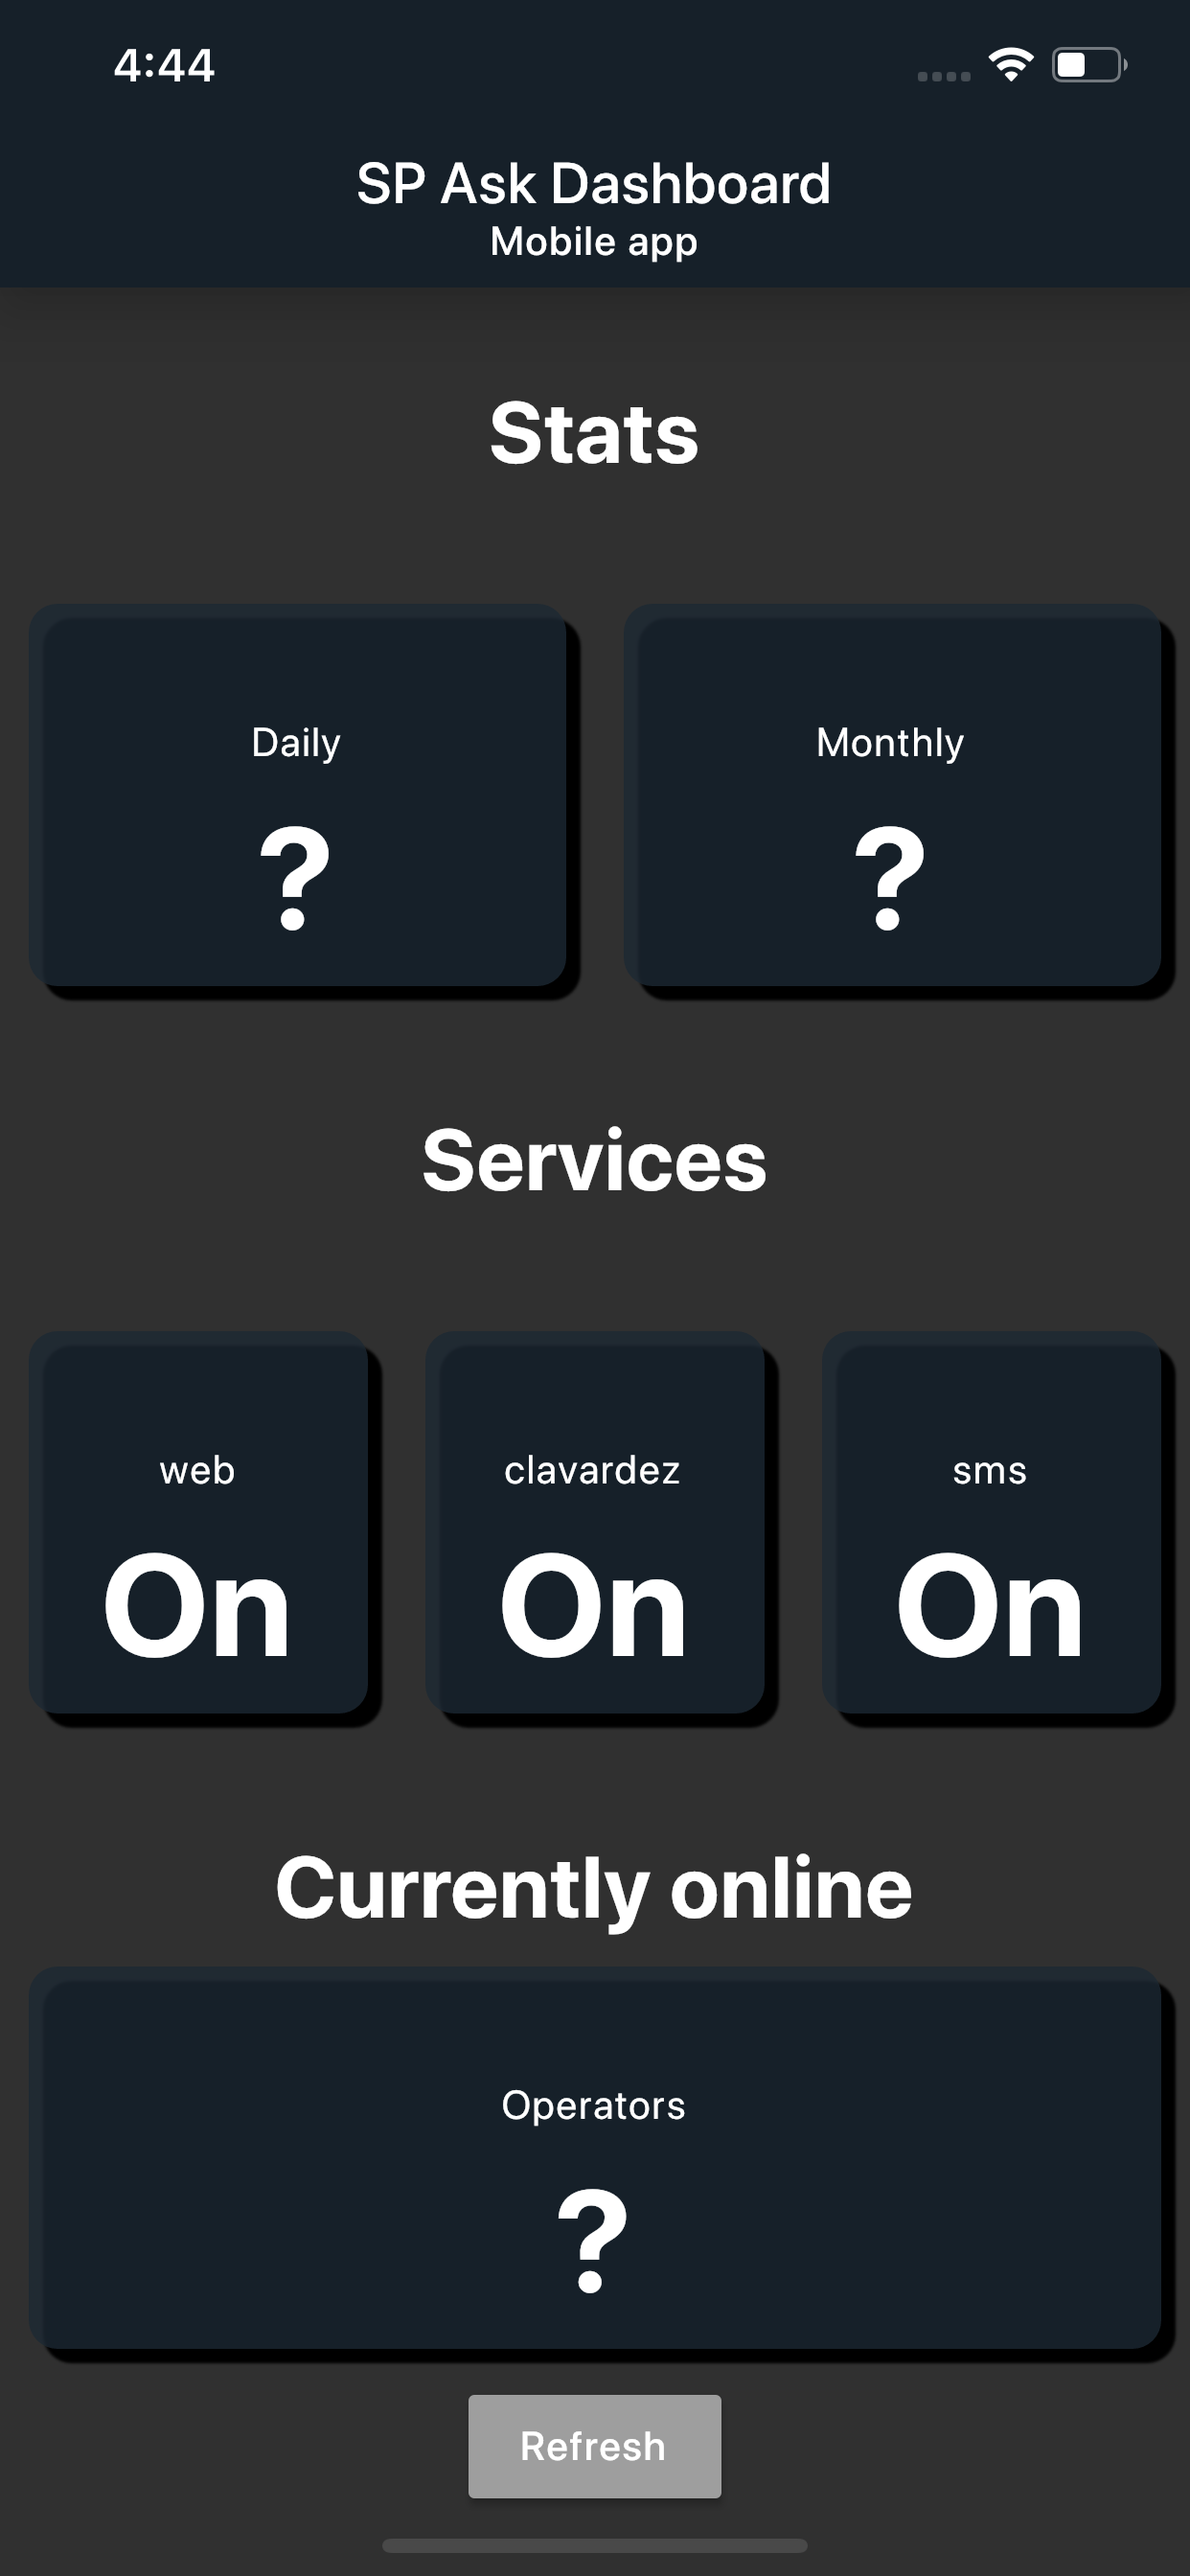 4:44
SP Ask Dashboard
Mobile app
Stats
Daily
Monthly
?
?
Services
web
clavardez
sms
On
On
On
Currently online
Operators
?
Refresh